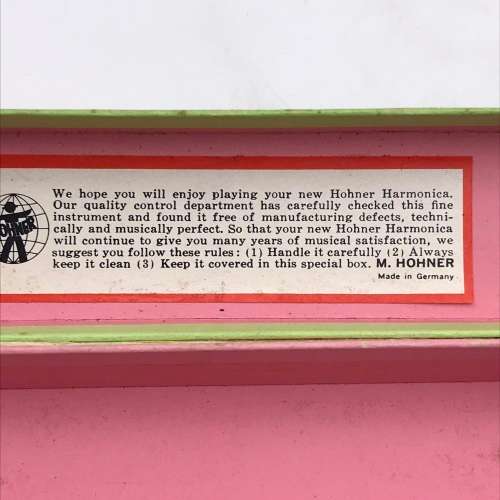 We hope you will enjoy playing your new Hohner Harmonica.
Our quality control department has carefully checked this fine
instrument and found it free of manufacturing defects, techni-
cally and musically perfect. So that your new Hohner Harmonica
will continue to give you many years of musical satisfaction, we
suggest you follow these rules: (1) Handle it carefully (2) Always
keep it clean (3) Keep it covered in this special box. M. HOHNER
Made in Germany
HOHNER